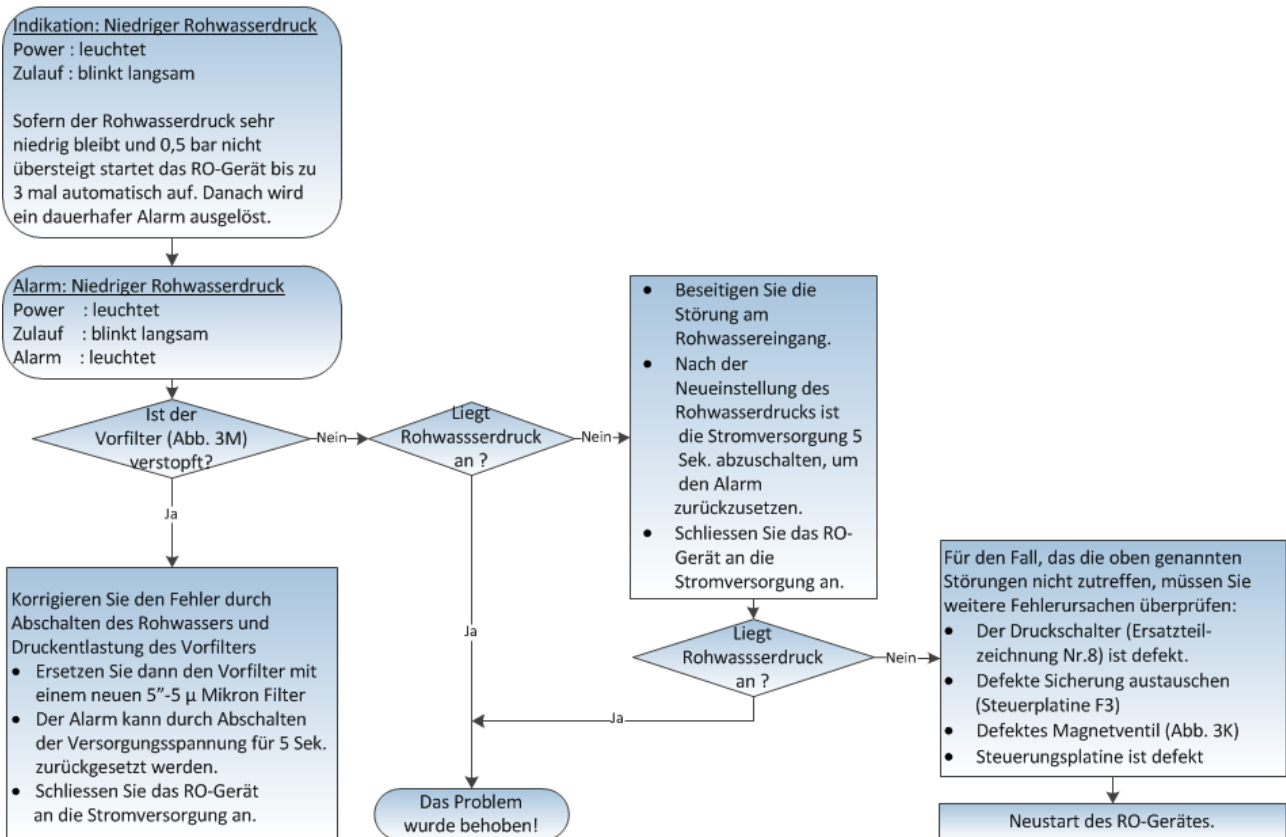 Indikation: Niedriger Rohwasserdruck
Power : leuchtet
Zulauf : blinkt langsam
Sofern der Rohwasserdruck sehr
niedrig bleibt und 0,5 bar nicht
übersteigt startet das RO-Gerät bis zu
3 mal automatisch auf. Danach wird
ein dauerhafer Alarm ausgelöst.
Alarm: Niedriger Rohwasserdruck
Power : leuchtet
Zulauf : blinkt langsam
Alarm : leuchtet
Ist der
Vorfilter (Abb. 3M)
verstopft?
Nein
Liegt
Rohwassserdruck
an ?
Nein
• Beseitigen Sie die
Störung am
Rohwassereingang.
• Nach der
Neueinstellung des
Rohwasserdrucks ist
die Stromversorgung 5
Sek. abzuschalten, um
den Alarm
zurückzusetzen.
• Schliessen Sie das RO-
Gerät an die
Stromversorgung an.
Ja
Korrigieren Sie den Fehler durch
Abschalten des Rohwassers und
Druckentlastung des Vorfilters
• Ersetzen Sie dann den Vorfilter mit
einem neuen 5”-5 µ Mikron Filter
• Der Alarm kann durch Abschalten
der Versorgungsspannung für 5 Sek.
zurückgesetzt werden.
• Schliessen Sie das RO-Gerät
an die Stromversorgung an.
Ja
Liegt
Rohwassserdruck
an ?
Nein
Ja
Das Problem
wurde behoben!
Für den Fall, das die oben genannten
Störungen nicht zutreffen, müssen Sie
weitere Fehlerursachen überprüfen:
• Der Druckschalter (Ersatzteil-
zeichnung Nr.8) ist defekt.
• Defekte Sicherung austauschen
(Steuerplatine F3)
• Defektes Magnetventil (Abb. 3K)
• Steuerungsplatine ist defekt
Neustart des RO-Gerätes.